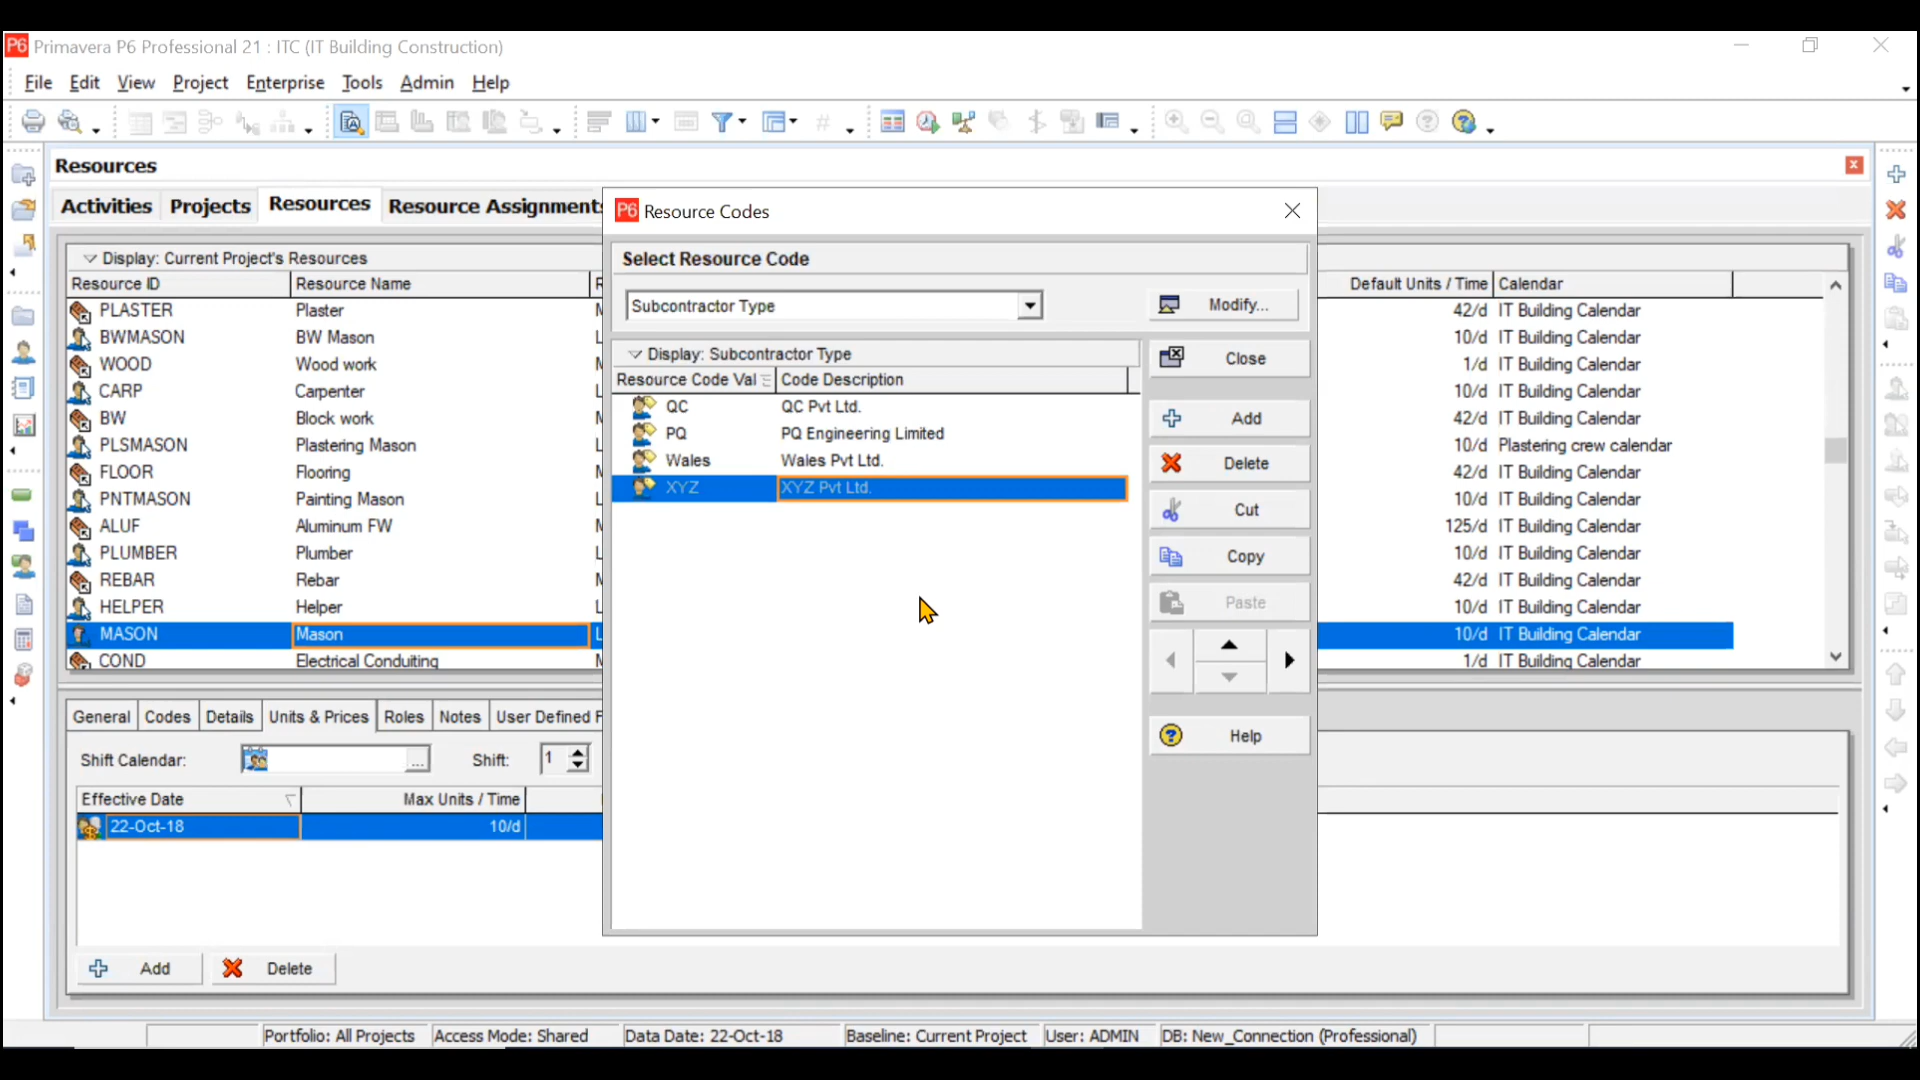 P6 Primavera P6 Professional 21 : ITC (IT Building Construction)
File Edit View Project Enterprise Tools Admin Help
Resources
Activities Projects Resources Resource Assignments
Display: Current Project's Resources
Resource ID Resource Name R Default Units / Time Calendar
PLASTER Plaster M 42/d IT Building Calendar
BWMASON BW Mason L 10/d IT Building Calendar
WOOD Wood work M 1/d IT Building Calendar
CARP Carpenter L 10/d IT Building Calendar
BW Block work M 42/d IT Building Calendar
PLSMASON Plastering Mason L 10/d Plastering crew calendar
FLOOR Flooring M 42/d IT Building Calendar
PNTMASON Painting Mason L 10/d IT Building Calendar
ALUF Aluminum FW M 125/d IT Building Calendar
PLUMBER Plumber L 10/d IT Building Calendar
REBAR Rebar M 42/d IT Building Calendar
HELPER Helper L 10/d IT Building Calendar
MASON Mason L 10/d IT Building Calendar
COND Electrical Conduiting M 1/d IT Building Calendar
P6 Resource Codes
Select Resource Code
Subcontractor Type
Modify...
Display: Subcontractor Type
Resource Code Val Code Description
QC QC Pvt Ltd.
PQ PQ Engineering Limited
Wales Wales Pvt Ltd.
XYZ XYZ Pvt Ltd.
Close
Add
Delete
Cut
Copy
Paste
Help
General Codes Details Units & Prices Roles Notes User Defined F
Shift Calendar: ... Shift: 1
Effective Date Max Units / Time
22-Oct-18 10/d
Add Delete
Portfolio: All Projects Access Mode: Shared Data Date: 22-Oct-18 Baseline: Current Project User: ADMIN DB: New_Connection (Professional)